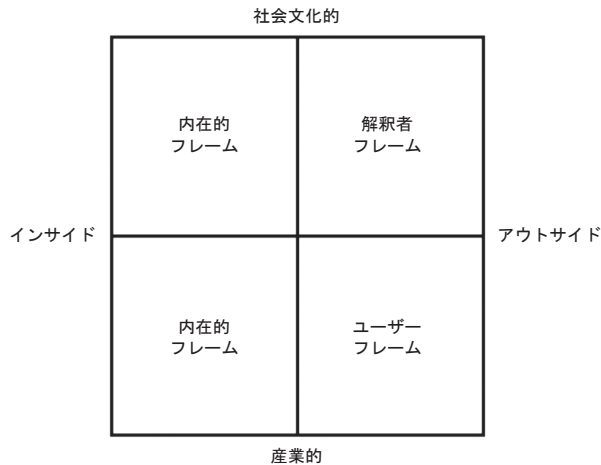 社会文化的
内在的
フレーム
解釈者
フレーム
インサイド
アウトサイド
内在的
フレーム
ユーザー
フレーム
産業的